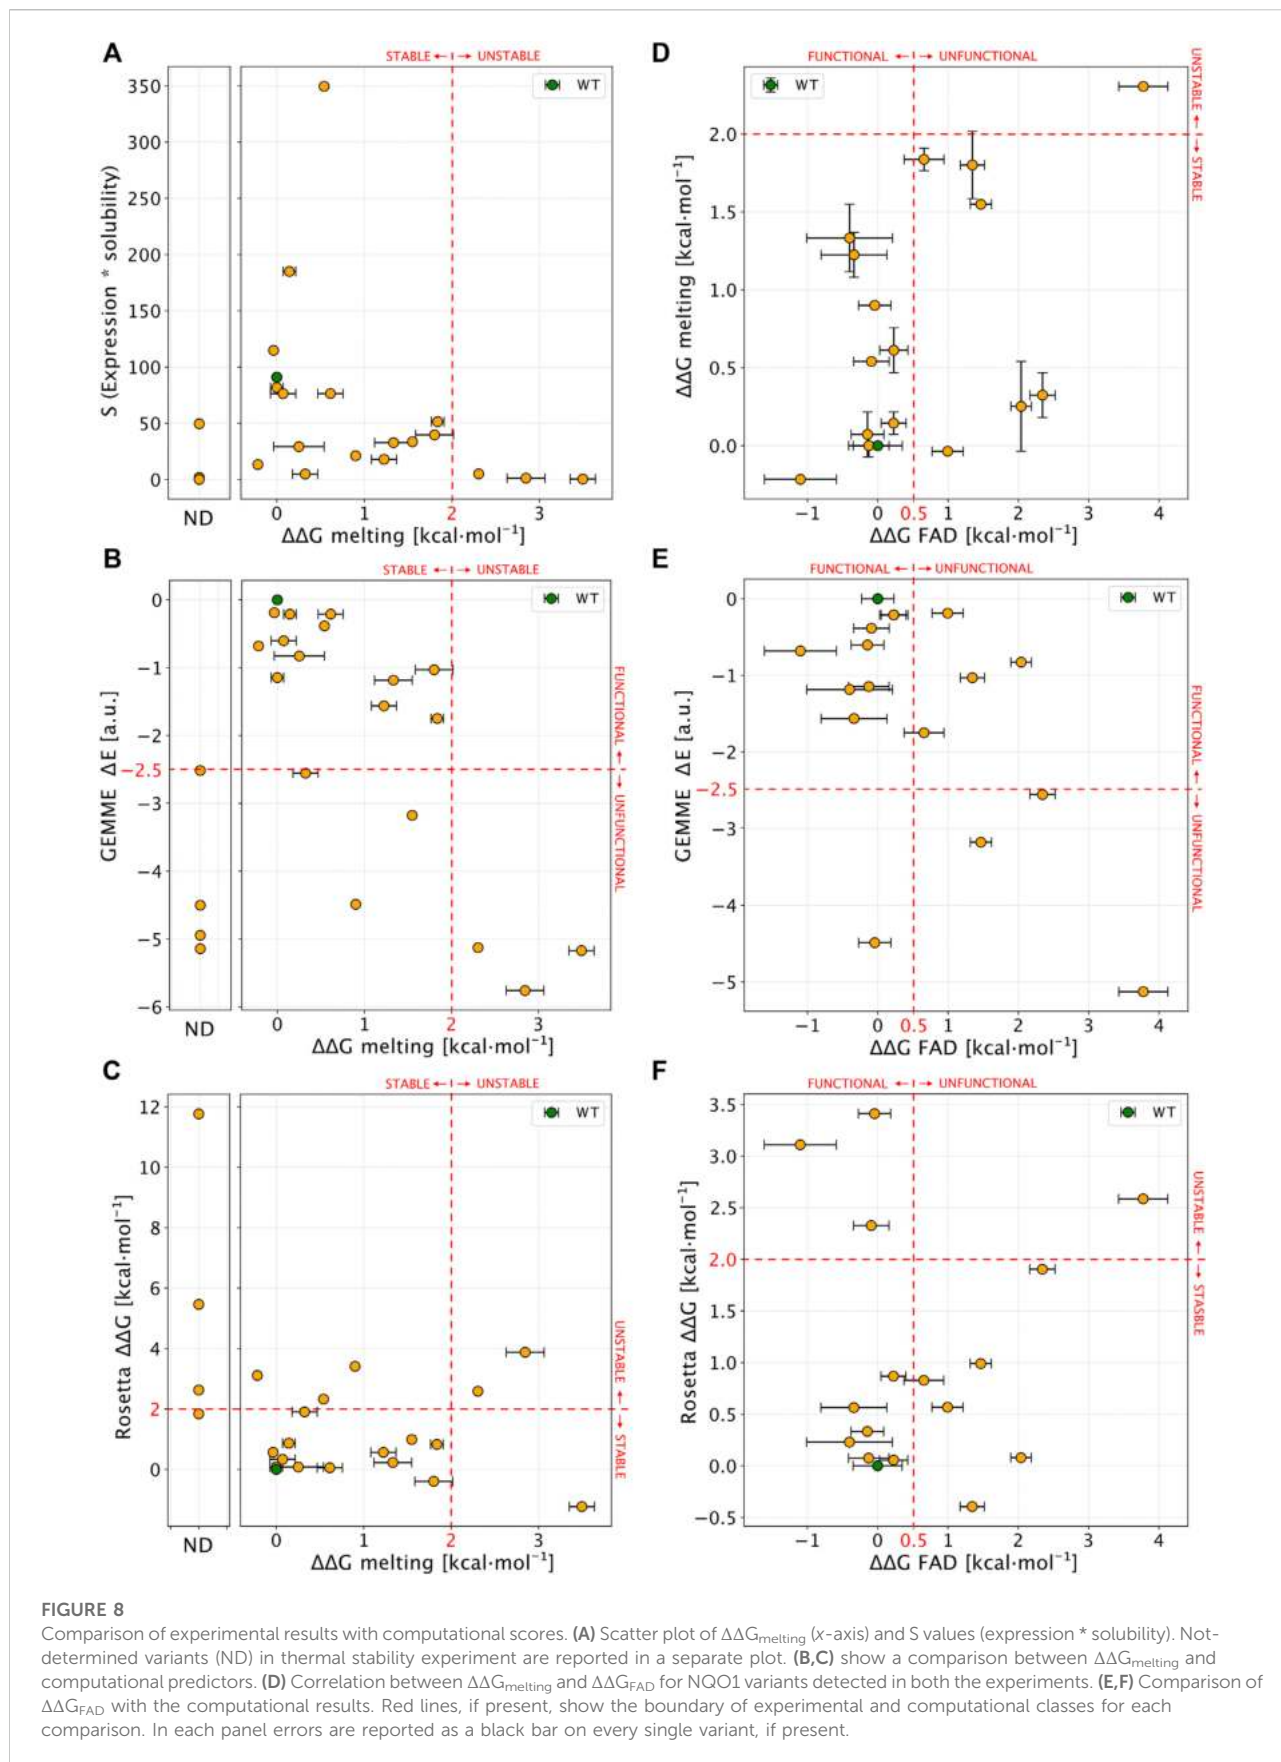 A
STABLE ←
→ UNSTABLE
WT
350
300
250
200
150
100
50
0
S (Expression * solubility)
ND
0
1
2
3
ΔΔG melting [kcal·mol⁻¹]
D
FUNCTIONAL ←
→ UNFUNCTIONAL
WT
2.0
1.5
1.0
0.5
0.0
ΔΔG melting [kcal·mol⁻¹]
UNSTABLE ←
→ STABLE
−1
0
0.5
1
2
3
4
ΔΔG FAD [kcal·mol⁻¹]
B
STABLE ←
→ UNSTABLE
WT
0
−1
−2
−2.5
−3
−4
−5
−6
GEMME ΔE [a.u.]
FUNCTIONAL ←
→ UNFUNCTIONAL
ND
0
1
2
3
ΔΔG melting [kcal·mol⁻¹]
E
FUNCTIONAL ←
→ UNFUNCTIONAL
WT
0
−1
−2
−2.5
−3
−4
−5
GEMME ΔE [a.u.]
FUNCTIONAL ←
→ UNFUNCTIONAL
−1
0
0.5
1
2
3
4
ΔΔG FAD [kcal·mol⁻¹]
C
STABLE ←
→ UNSTABLE
WT
12
10
8
6
4
2
0
Rosetta ΔΔG [kcal·mol⁻¹]
UNSTABLE ←
→ STABLE
ND
0
1
2
3
ΔΔG melting [kcal·mol⁻¹]
F
FUNCTIONAL ←
→ UNFUNCTIONAL
WT
3.5
3.0
2.5
2.0
1.5
1.0
0.5
0.0
−0.5
Rosetta ΔΔG [kcal·mol⁻¹]
UNSTABLE ←
→ STASBLE
−1
0
0.5
1
2
3
4
ΔΔG FAD [kcal·mol⁻¹]
FIGURE 8
Comparison of experimental results with computational scores. (A) Scatter plot of ΔΔGmelting (x-axis) and S values (expression * solubility). Not-
determined variants (ND) in thermal stability experiment are reported in a separate plot. (B,C) show a comparison between ΔΔGmelting and
computational predictors. (D) Correlation between ΔΔGmelting and ΔΔGFAD for NQO1 variants detected in both the experiments. (E,F) Comparison of
ΔΔGFAD with the computational results. Red lines, if present, show the boundary of experimental and computational classes for each
comparison. In each panel errors are reported as a black bar on every single variant, if present.